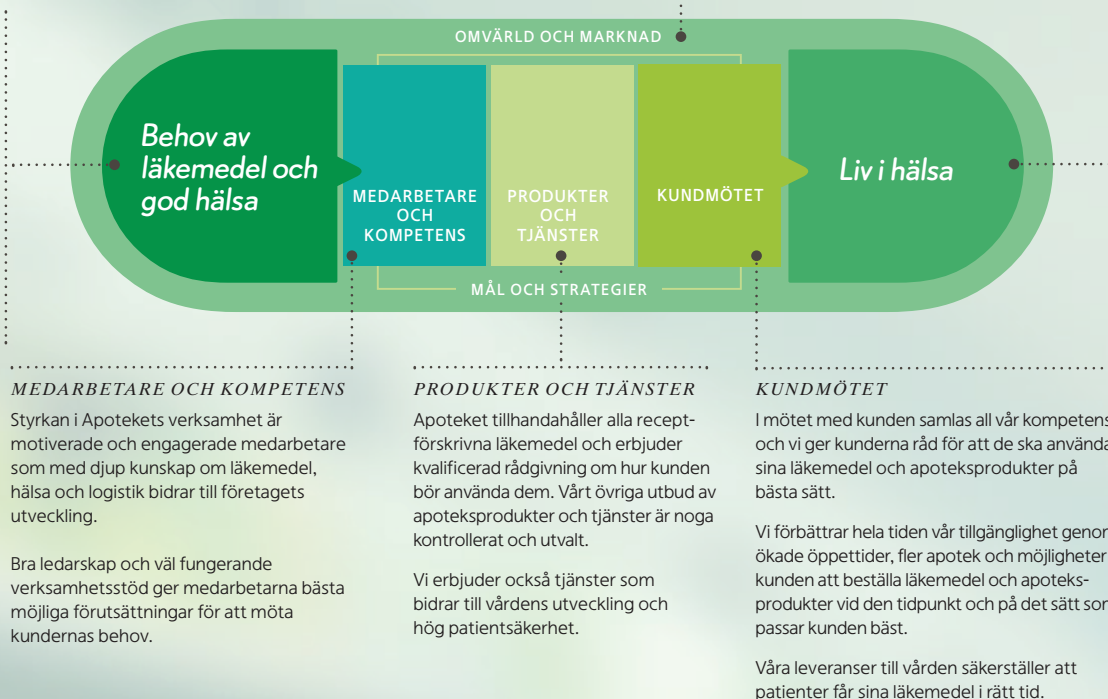 OMVÄRLD OCH MARKNAD
Behov av
läkemedel och
god hälsa
MEDARBETARE
OCH
KOMPETENS
PRODUKTER
OCH
TJÄNSTER
KUNDMÖTET
Liv i hälsa
MÅL OCH STRATEGIER
MEDARBETARE OCH KOMPETENS
Styrkan i Apotekets verksamhet är
motiverade och engagerade medarbetare
som med djup kunskap om läkemedel,
hälsa och logistik bidrar till företagets
utveckling.
Bra ledarskap och väl fungerande
verksamhetsstöd ger medarbetarna bästa
möjliga förutsättningar för att möta
kundernas behov.
PRODUKTER OCH TJÄNSTER
Apoteket tillhandahåller alla recept-
förskrivna läkemedel och erbjuder
kvalificerad rådgivning om hur kunden
bör använda dem. Vårt övriga utbud av
apoteksprodukter och tjänster är noga
kontrollerat och utvalt.
Vi erbjuder också tjänster som
bidrar till vårdens utveckling och
hög patientsäkerhet.
KUNDMÖTET
I mötet med kunden samlas all vår kompetens
och vi ger kunderna råd för att de ska använda
sina läkemedel och apoteksprodukter på
bästa sätt.
Vi förbättrar hela tiden vår tillgänglighet
ökade öppettider, fler apotek och möjligheter
kunden att beställa läkemedel och apoteks-
produkter vid den tidpunkt och på det sätt
passar kunden bäst.
Våra leveranser till vården säkerställer att
patienter får sina läkemedel i rätt tid.